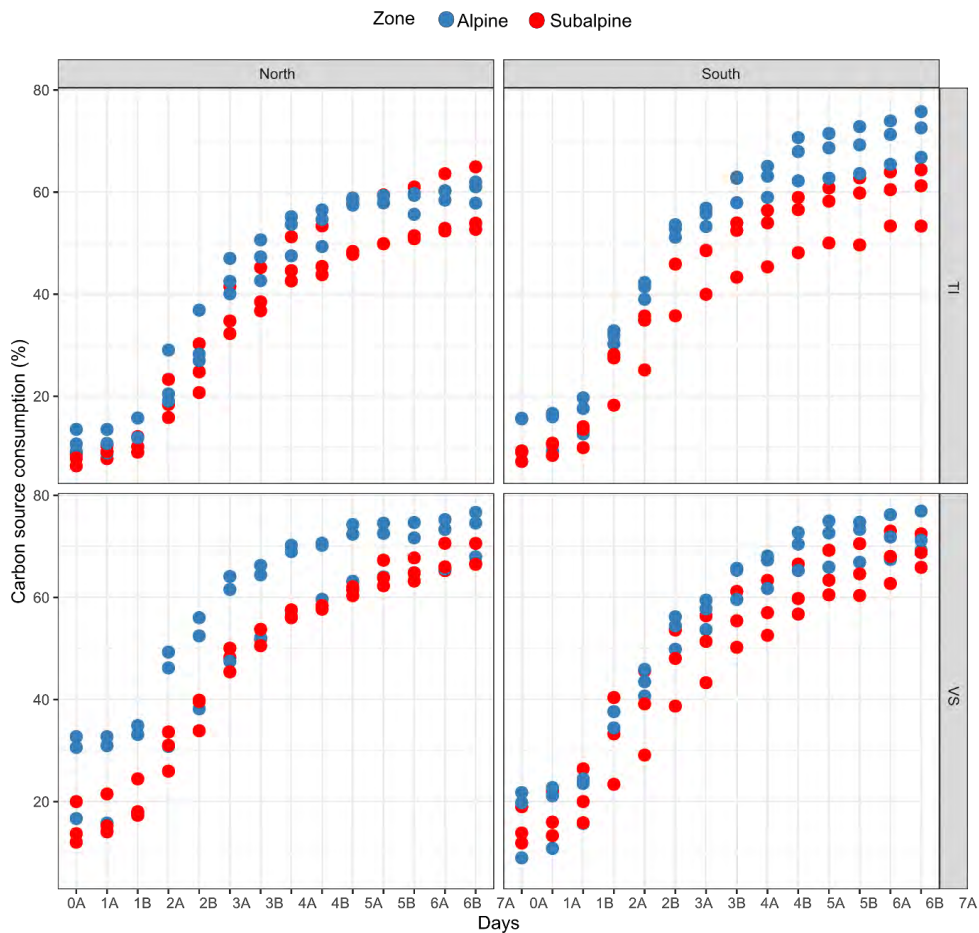 Zone Alpine Subalpine
North South
80
60
40
20
TI
Carbon source consumption (%)
80
60
40
20
VS
0A 1A 1B 2A 2B 3A 3B 4A 4B 5A 5B 6A 6B 7A 0A 1A 1B 2A 2B 3A 3B 4A 4B 5A 5B 6A 6B 7A
Days